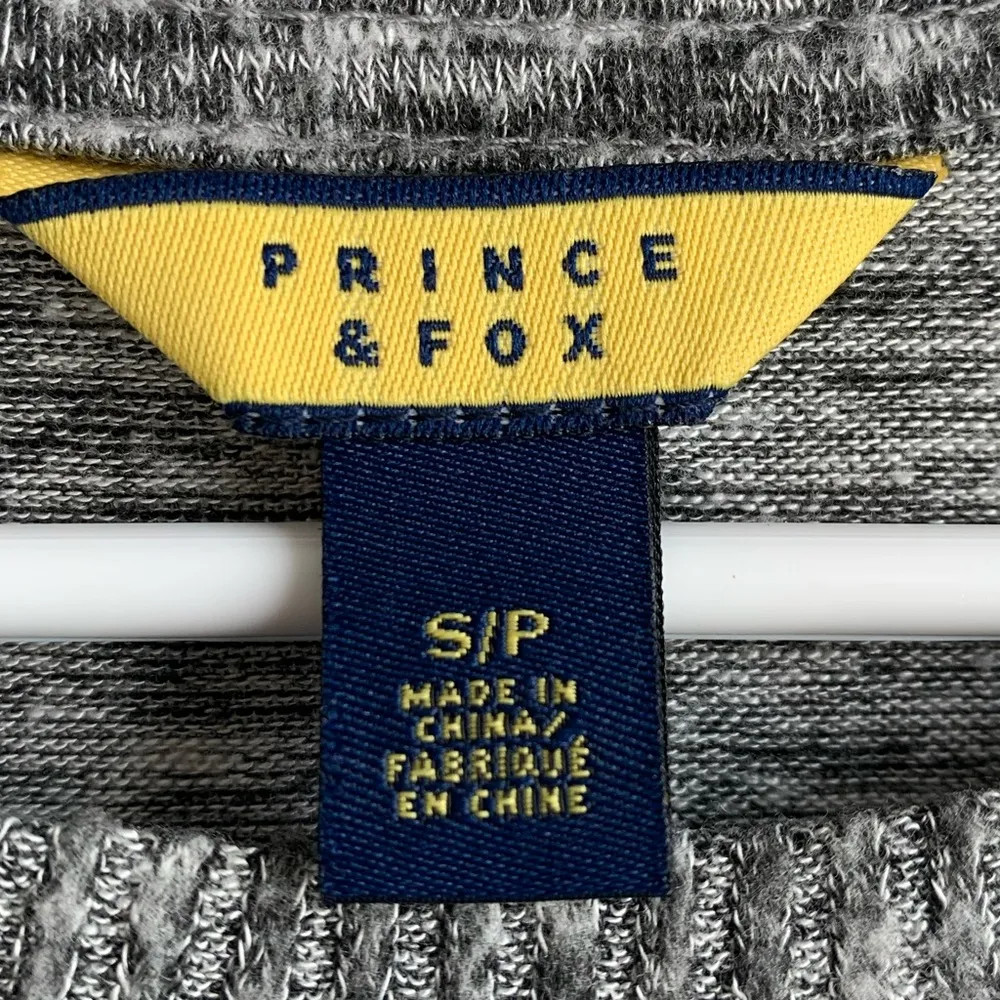 PRINCE
& FOX
S/P
MADE IN
CHINA/
FABRIQUÉ
EN CHINE